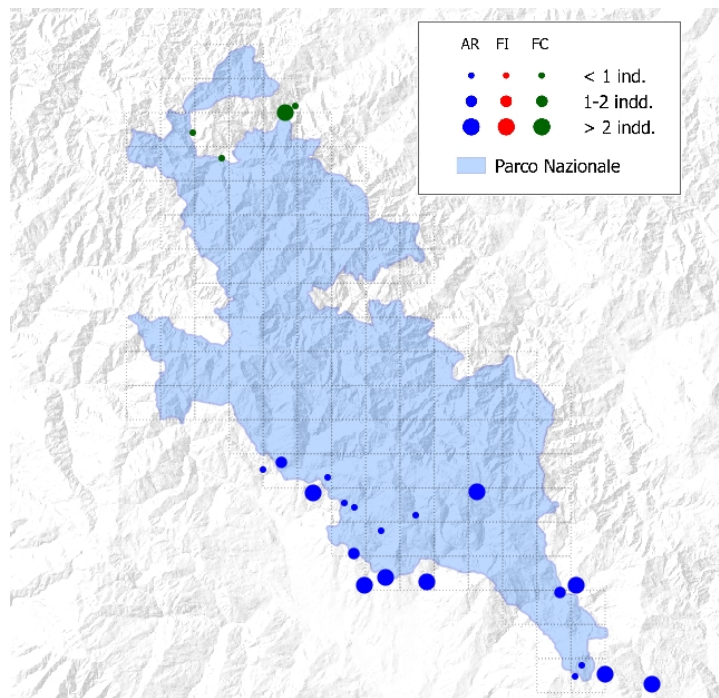 AR FI FC
< 1 ind.
1-2 indd.
> 2 indd.
Parco Nazionale